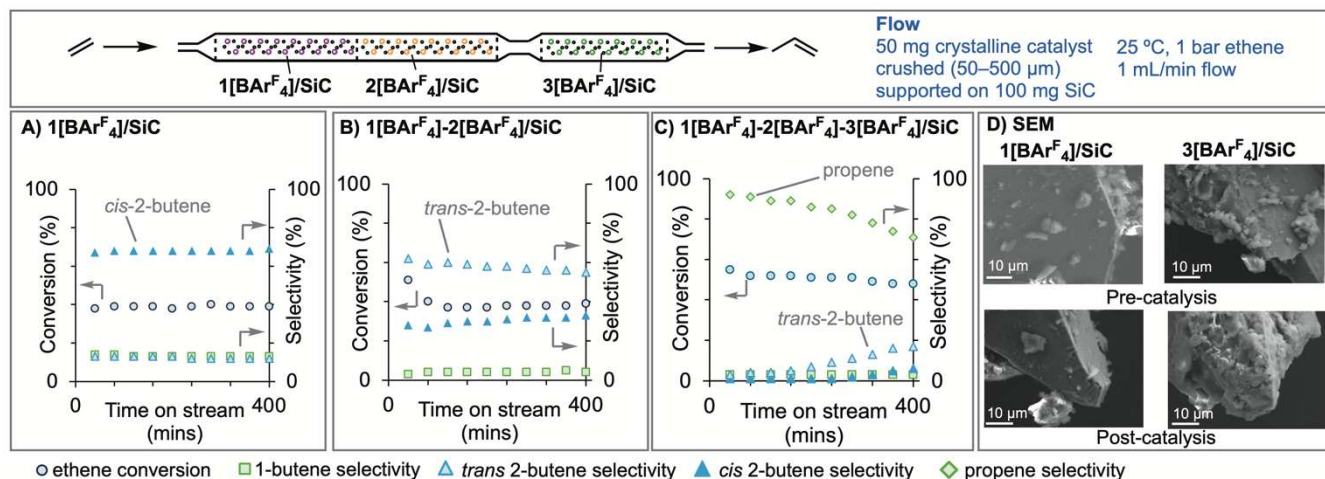 Flow
50 mg crystalline catalyst
crushed (50–500 µm)
supported on 100 mg SiC
25 ºC, 1 bar ethene
1 mL/min flow
1[BArF4]/SiC
2[BArF4]/SiC
3[BArF4]/SiC
A) 1[BArF4]/SiC
100
100
cis-2-butene
Conversion (%)
Selectivity (%)
0
0
0
Time on stream
(mins)
400
B) 1[BArF4]-2[BArF4]/SiC
100
100
trans-2-butene
Conversion (%)
Selectivity (%)
0
0
0
Time on stream
(mins)
400
C) 1[BArF4]-2[BArF4]-3[BArF4]/SiC
100
100
propene
trans-2-butene
Conversion (%)
Selectivity (%)
0
0
0
Time on stream
(mins)
400
D) SEM
1[BArF4]/SiC
3[BArF4]/SiC
10 µm
10 µm
Pre-catalysis
10 µm
10 µm
Post-catalysis
ethene conversion
1-butene selectivity
trans 2-butene selectivity
cis 2-butene selectivity
propene selectivity